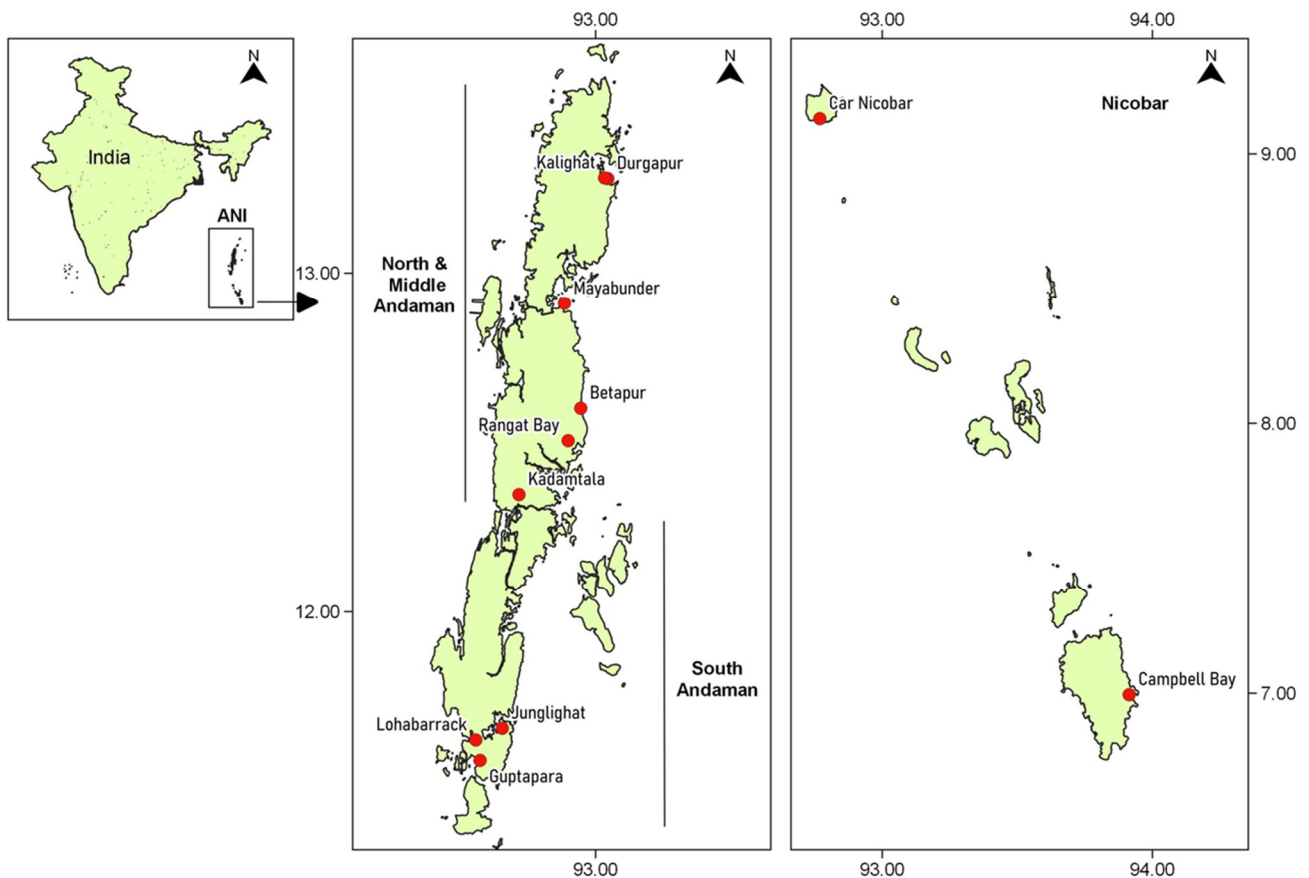 93.00
93.00
94.00
N
N
N
India
ANI
Car Nicobar
Nicobar
9.00
Kalighat
Durgapur
13.00
North &
Middle
Andaman
Mayabunder
Betapur
Rangat Bay
8.00
Kadamtala
12.00
South
Andaman
Campbell Bay
7.00
Lohabarrack
Junglighat
Guptapara
93.00
93.00
94.00